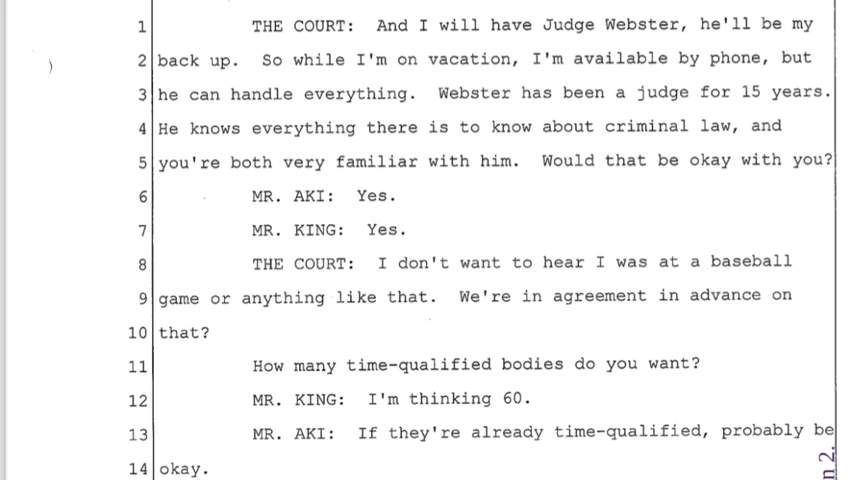 1 THE COURT: And I will have Judge Webster, he'll be my
2 back up. So while I'm on vacation, I'm available by phone, but
3 he can handle everything. Webster has been a judge for 15 years.
4 He knows everything there is to know about criminal law, and
5 you're both very familiar with him. Would that be okay with you?
6 MR. AKI: Yes.
7 MR. KING: Yes.
8 THE COURT: I don't want to hear I was at a baseball
9 game or anything like that. We're in agreement in advance on
10 that?
11 How many time-qualified bodies do you want?
12 MR. KING: I'm thinking 60.
13 MR. AKI: If they're already time-qualified, probably be
14 okay.
n 2.